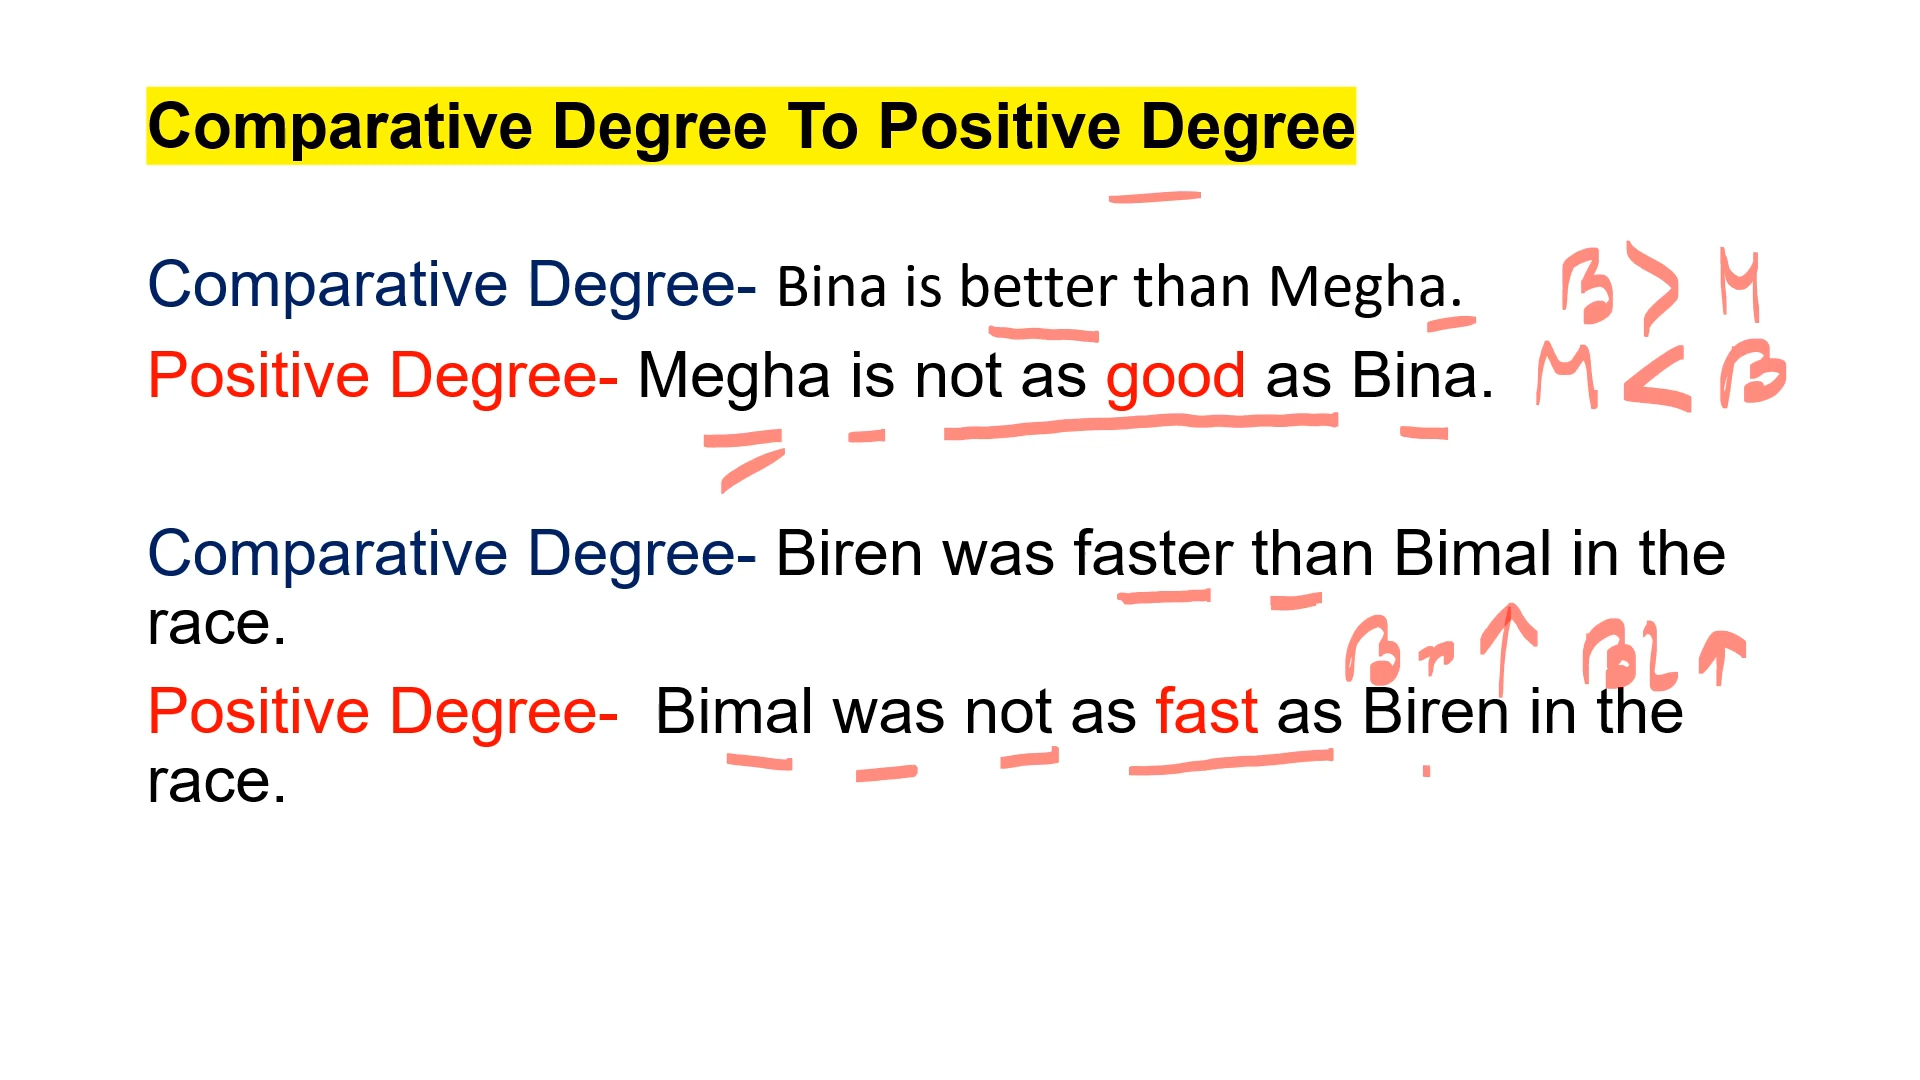 Comparative Degree To Positive Degree
Comparative Degree- Bina is better than Megha. B > M
Positive Degree- Megha is not as good as Bina. M < B
Comparative Degree- Biren was faster than Bimal in the
race.
Br ↑ BL ↑
Positive Degree- Bimal was not as fast as Biren in the
race.